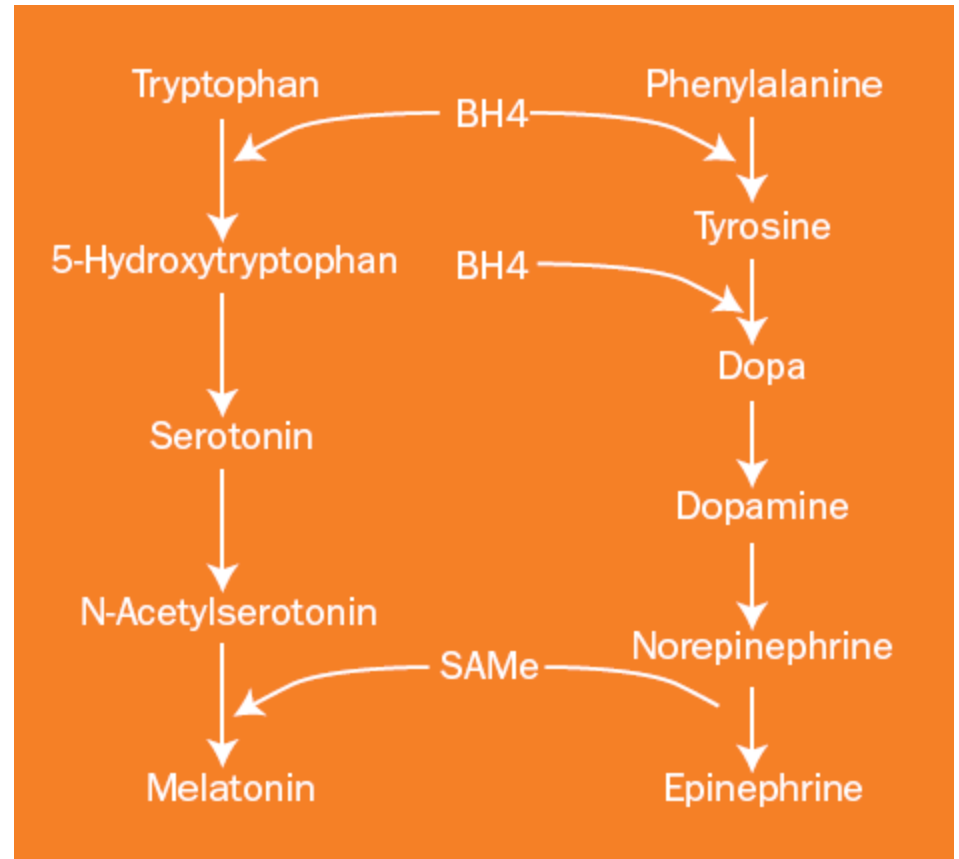 Tryptophan
Phenylalanine
BH4
Tyrosine
5-Hydroxytryptophan
BH4
Dopa
Serotonin
Dopamine
N-Acetylserotonin
Norepinephrine
SAMe
Melatonin
Epinephrine